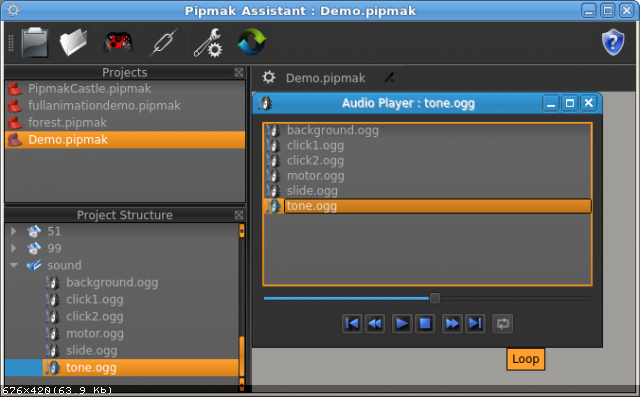 Pipmak Assistant : Demo.pipmak
Projects
PipmakCastle.pipmak
fullanimationdemo.pipmak
forest.pipmak
Demo.pipmak
Project Structure
51
99
sound
background.ogg
click1.ogg
click2.ogg
motor.ogg
slide.ogg
tone.ogg
Demo.pipmak
Audio Player : tone.ogg
background.ogg
click1.ogg
click2.ogg
motor.ogg
slide.ogg
tone.ogg
Loop
676x420(63.9 Kb)